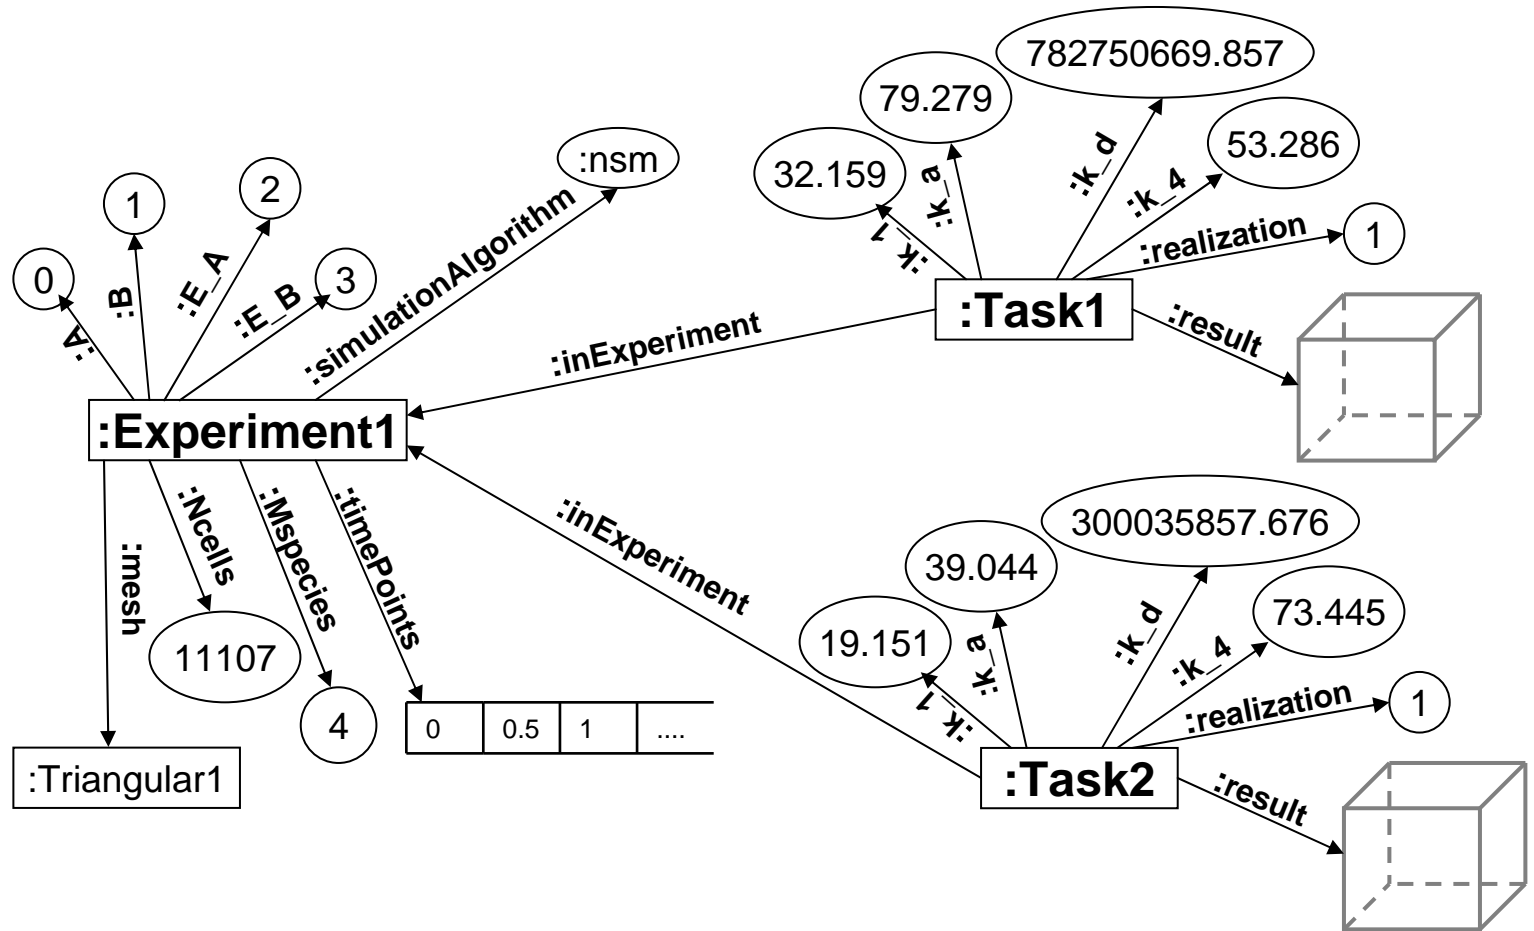 782750669.857
79.279
53.286
32.159
:k_d
:k_a
:k_4
:k_1
:realization
1
:Task1
:result
:nsm
2
1
0
3
:simulationAlgorithm
:E_A
:B
:E_B
:A
:inExperiment
:Experiment1
:mesh
:Ncells
:Mspecies
:timePoints
11107
4
0 0.5 1 ....
:Triangular1
:inExperiment
300035857.676
39.044
73.445
19.151
:k_d
:k_a
:k_4
:k_1
:realization
1
:Task2
:result